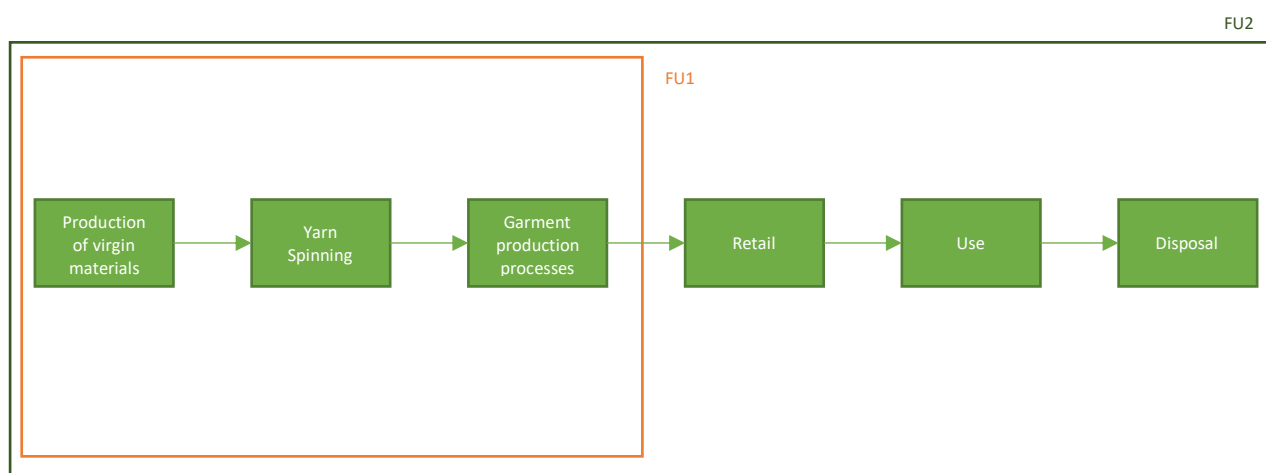 FU2
FU1
Production
of virgin
materials
Yarn
Spinning
Garment
production
processes
Retail
Use
Disposal